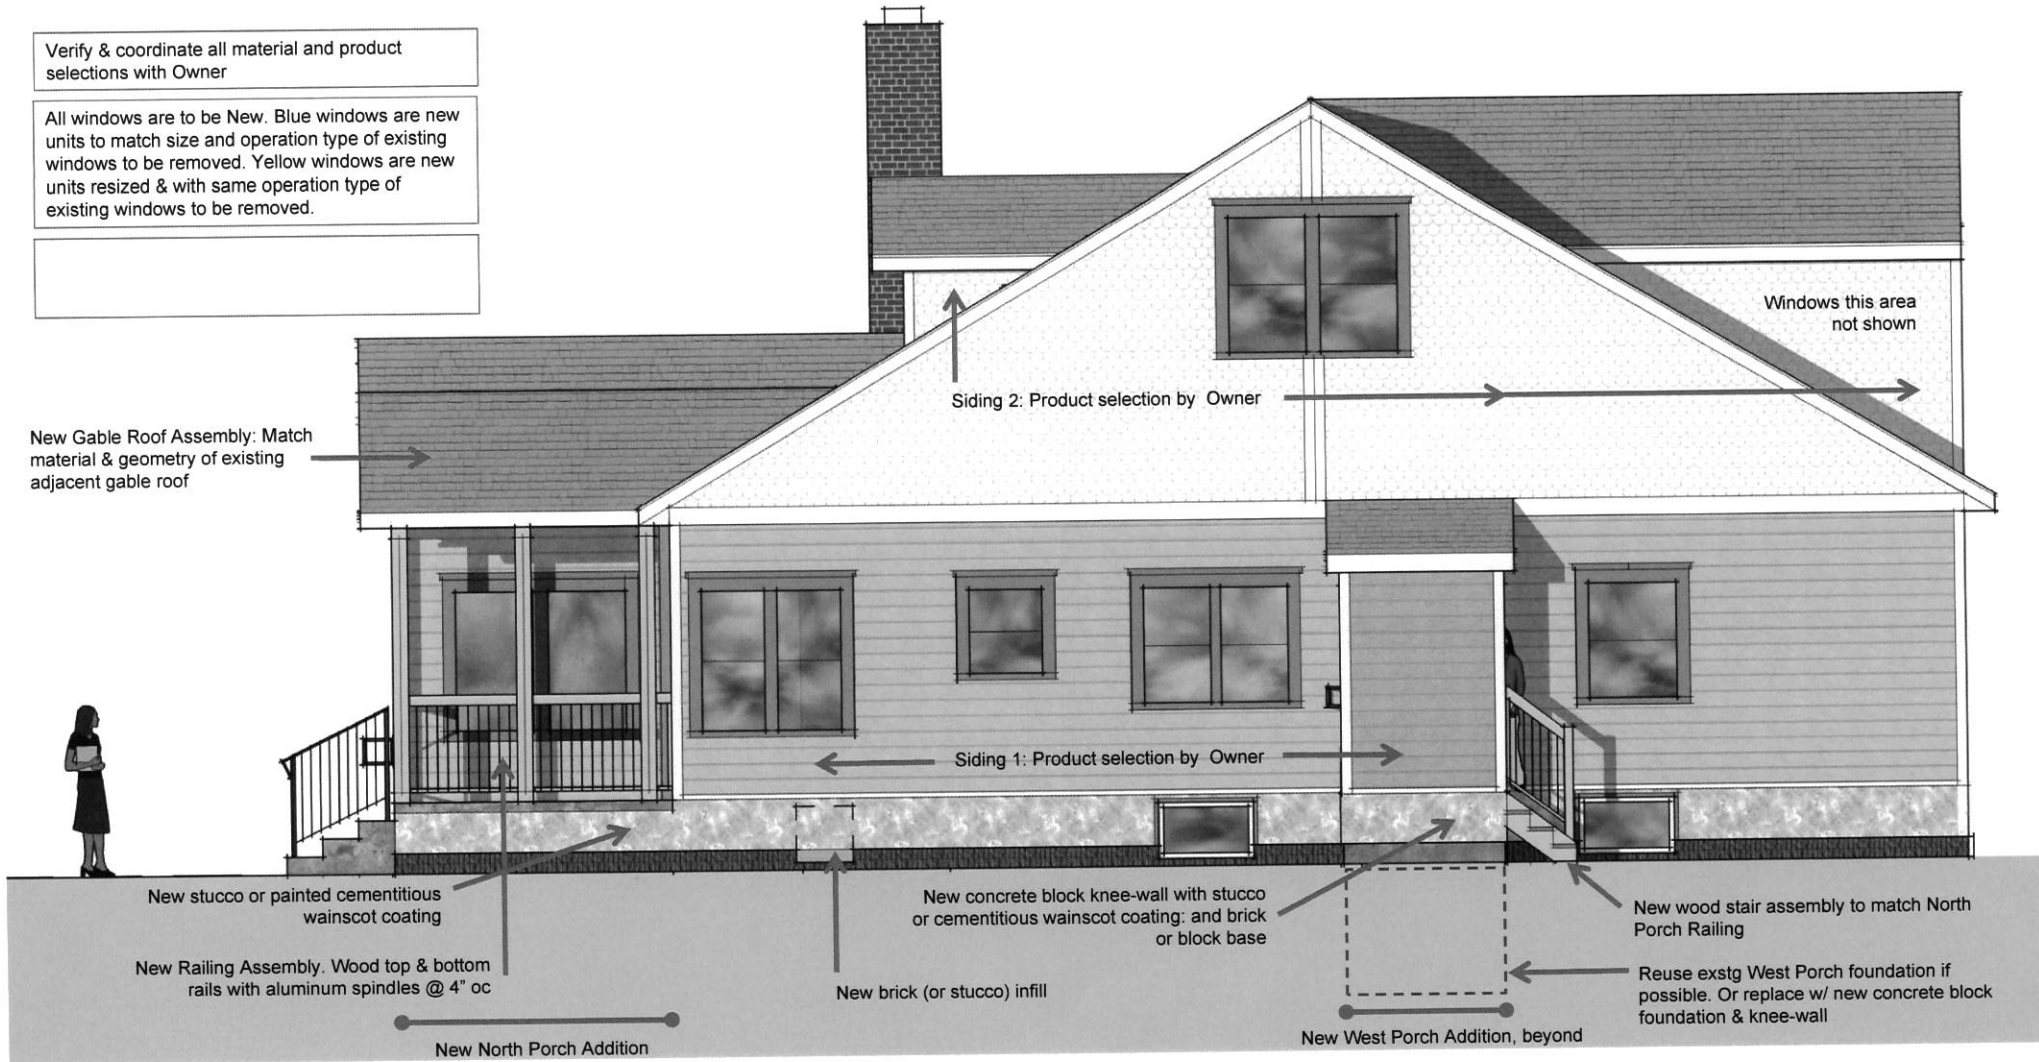 Verify & coordinate all material and product
selections with Owner
All windows are to be New. Blue windows are new
units to match size and operation type of existing
windows to be removed. Yellow windows are new
units resized & with same operation type of
existing windows to be removed.
Windows this area
not shown
Siding 2: Product selection by Owner
New Gable Roof Assembly: Match
material & geometry of existing
adjacent gable roof
Siding 1: Product selection by Owner
New stucco or painted cementitious
wainscot coating
New Railing Assembly. Wood top & bottom
rails with aluminum spindles @ 4" oc
New North Porch Addition
New brick (or stucco) infill
New concrete block knee-wall with stucco
or cementitious wainscot coating: and brick
or block base
New wood stair assembly to match North
Porch Railing
Reuse exstg West Porch foundation if
possible. Or replace w/ new concrete block
foundation & knee-wall
New West Porch Addition, beyond